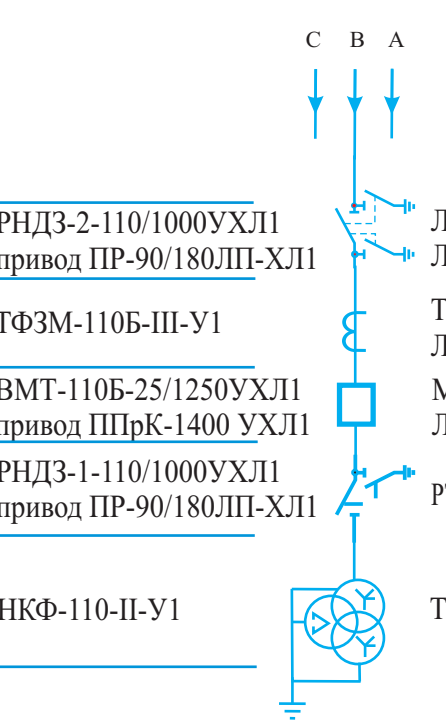 C B A
РНДЗ-2-110/1000УХЛ1
привод ПР-90/180ЛП-ХЛ1
ТФЗМ-110Б-III-У1
ВМТ-110Б-25/1250УХЛ1
привод ППрК-1400 УХЛ1
РНДЗ-1-110/1000УХЛ1
привод ПР-90/180ЛП-ХЛ1
НКФ-110-II-У1